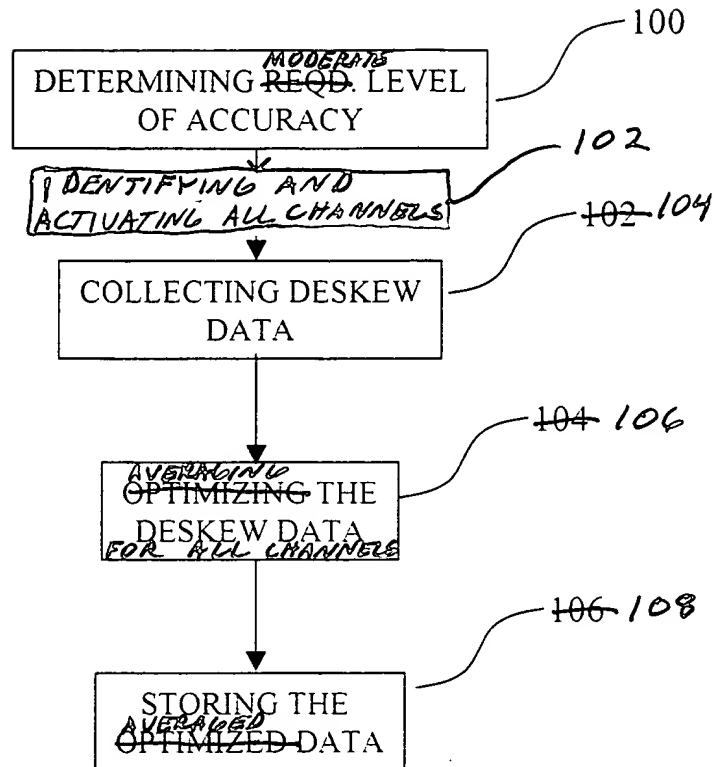 100
MODERATE
DETERMINING REQD. LEVEL
OF ACCURACY
102
IDENTIFYING AND
ACTIVATING ALL CHANNELS
102 104
COLLECTING DESKEW
DATA
104 106
AVERAGING
OPTIMIZING THE
DESKEW DATA
FOR ALL CHANNELS
106 108
STORING THE
AVERAGED
OPTIMIZED DATA